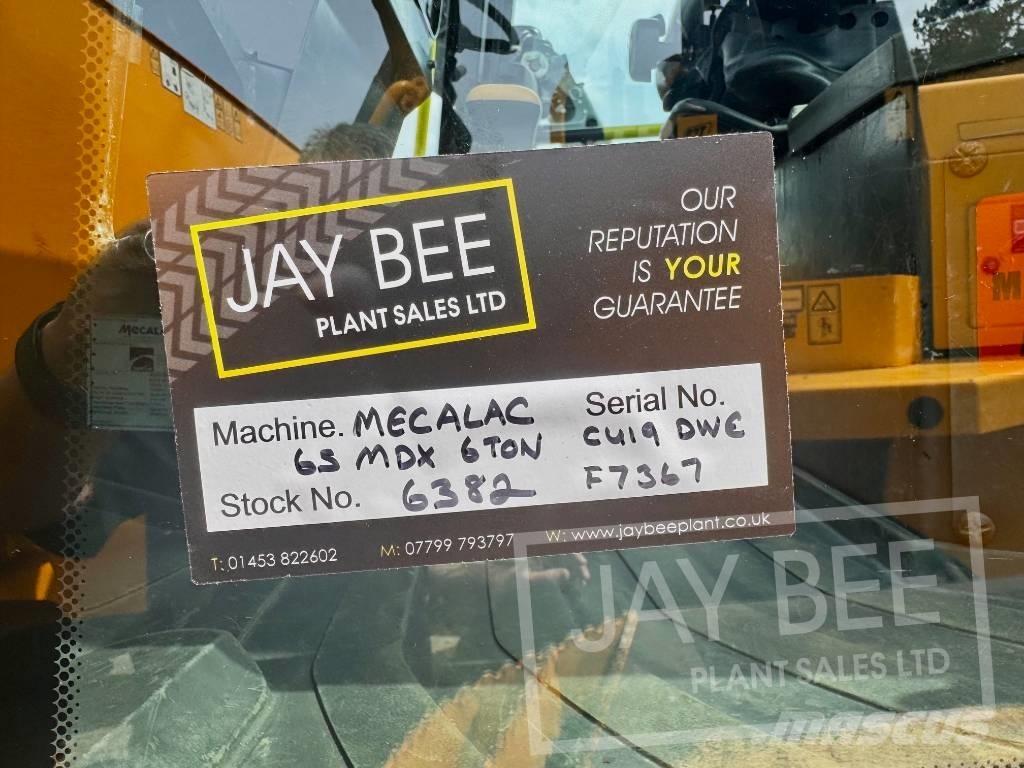 JAY BEE
PLANT SALES LTD
OUR
REPUTATION
IS YOUR
GUARANTEE
Machine. MECALAC
6S MDX 6TON
Serial No.
CU19 DWE
F7367
Stock No. 6382
T: 01453 822602
M: 07799 793797
W: www.jaybeeplant.co.uk
JAY BEE
PLANT SALES LTD
MASCUS